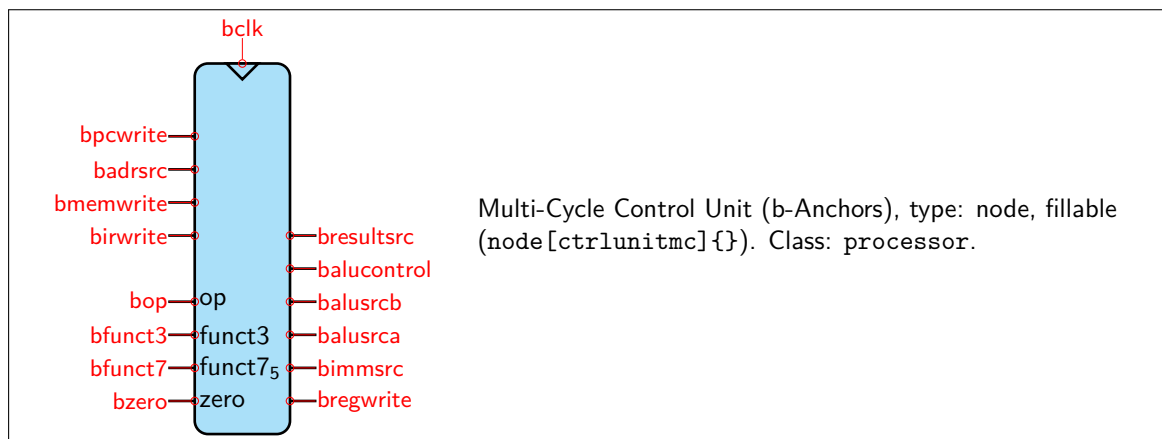 bclk
bpcwrite
badrsrc
bmemwrite
birwrite
bresultsrc
balucontrol
bop op balusrcb
bfunct3 funct3 balusrca
bfunct7 funct7₅ bimmsrc
bzero zero bregwrite
Multi-Cycle Control Unit (b-Anchors), type: node, fillable
(node[ctrlunitmc]{}). Class: processor.